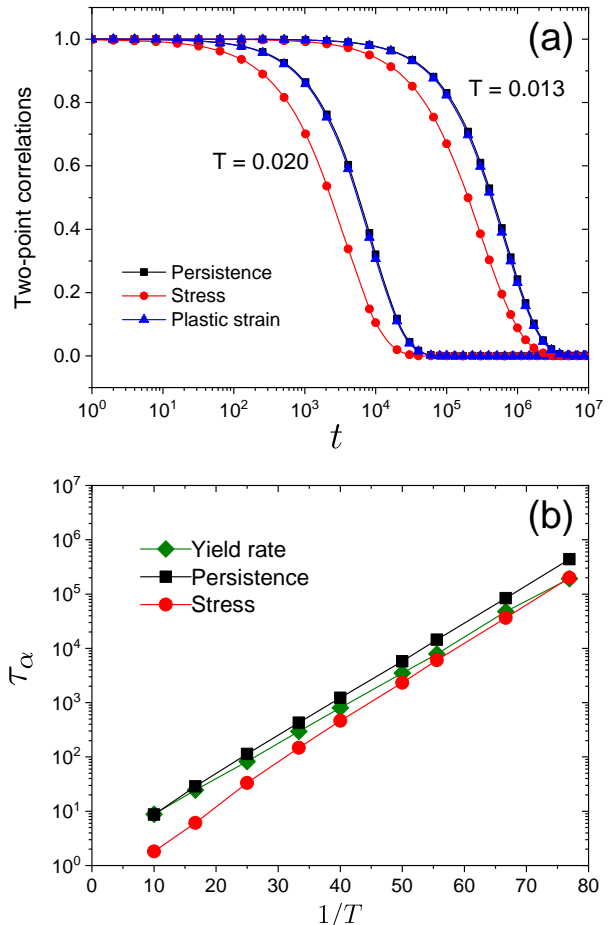 (a)
1.0
0.8
0.6
0.4
0.2
0.0
Two-point correlations
T = 0.013
T = 0.020
Persistence
Stress
Plastic strain
10^0 10^1 10^2 10^3 10^4 10^5 10^6 10^7
t
(b)
10^7
10^6
10^5
10^4
10^3
10^2
10^1
10^0
τ_α
Yield rate
Persistence
Stress
0 10 20 30 40 50 60 70 80
1/T